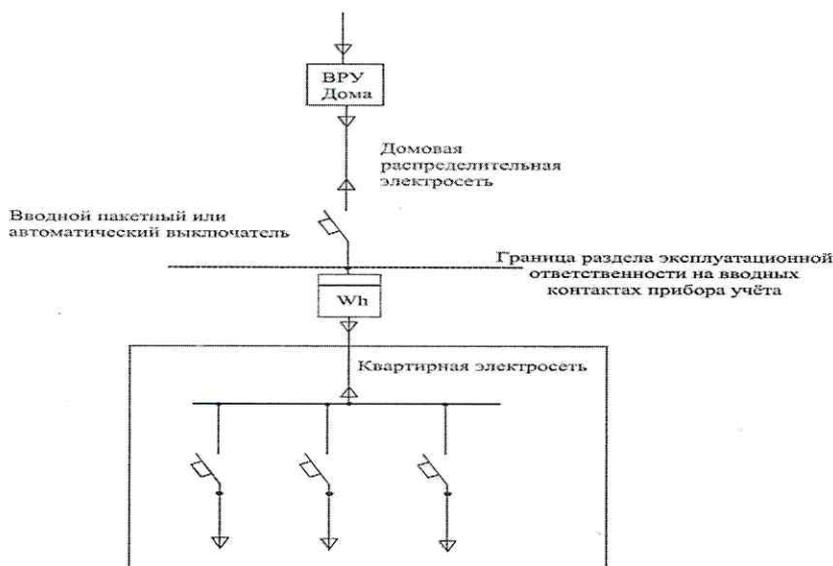 ВРУ
Дома
Домовая
распределительная
электросеть
Вводной пакетный или
автоматический выключатель
Граница раздела эксплуатационной
ответственности на вводных
контактах прибора учёта
Wh
Квартирная электросеть